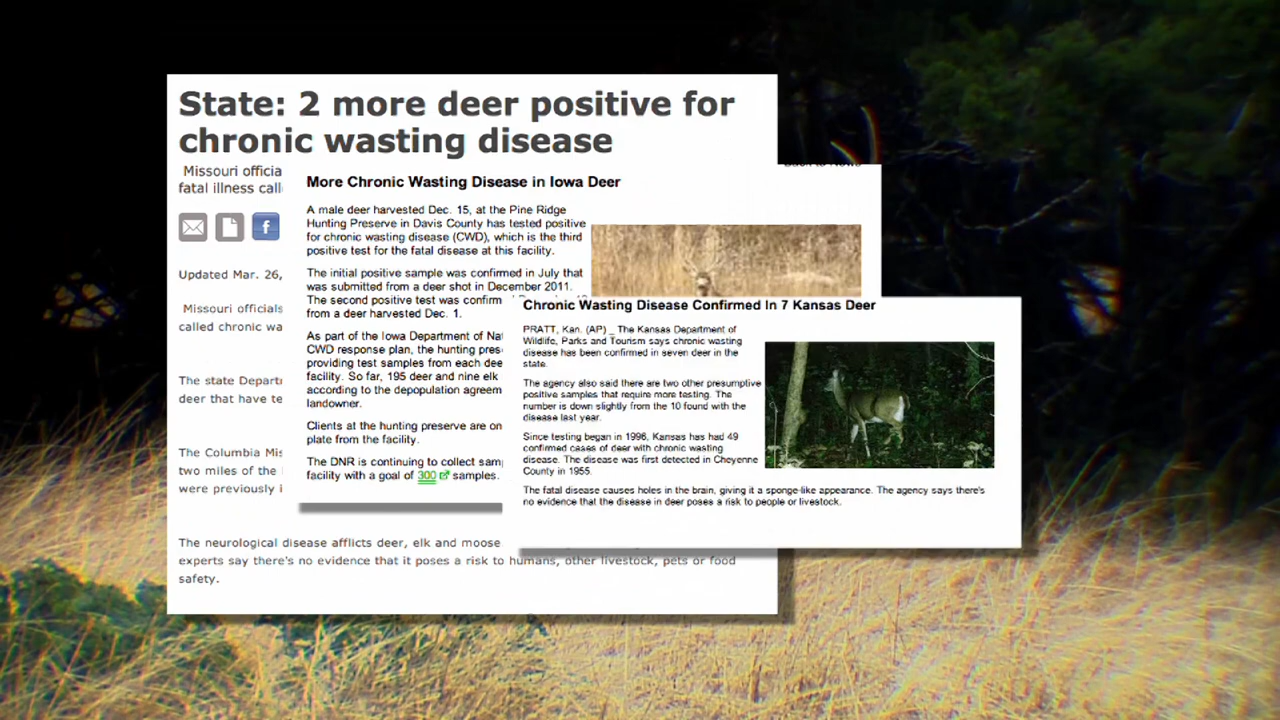 State: 2 more deer positive for
chronic wasting disease
Missouri officia
fatal illness call
Updated Mar. 26,
Missouri officials
called chronic wa
The state Departr
deer that have te
The Columbia Mis
two miles of the
were previously i
The neurological disease afflicts deer, elk and moose
experts say there's no evidence that it poses a risk to humans, other livestock, pets or food
safety.
Back to News
More Chronic Wasting Disease in Iowa Deer
A male deer harvested Dec. 15, at the Pine Ridge
Hunting Preserve in Davis County has tested positive
for chronic wasting disease (CWD), which is the third
positive test for the fatal disease at this facility.
The initial positive sample was confirmed in July that
was submitted from a deer shot in December 2011.
The second positive test was confirm
from a deer harvested Dec. 1.
As part of the Iowa Department of Nat
CWD response plan, the hunting pres
providing test samples from each dee
facility. So far, 195 deer and nine elk
according to the depopulation agreem
landowner.
Clients at the hunting preserve are on
plate from the facility.
The DNR is continuing to collect samp
facility with a goal of 300 samples.
Chronic Wasting Disease Confirmed In 7 Kansas Deer
PRATT, Kan. (AP) _ The Kansas Department of
Wildlife, Parks and Tourism says chronic wasting
disease has been confirmed in seven deer in the
state.
The agency also said there are two other presumptive
positive samples that require more testing. The
number is down slightly from the 10 found with the
disease last year.
Since testing began in 1996, Kansas has had 49
confirmed cases of deer with chronic wasting
disease. The disease was first detected in Cheyenne
County in 1955.
The fatal disease causes holes in the brain, giving it a sponge-like appearance. The agency says there's
no evidence that the disease in deer poses a risk to people or livestock.